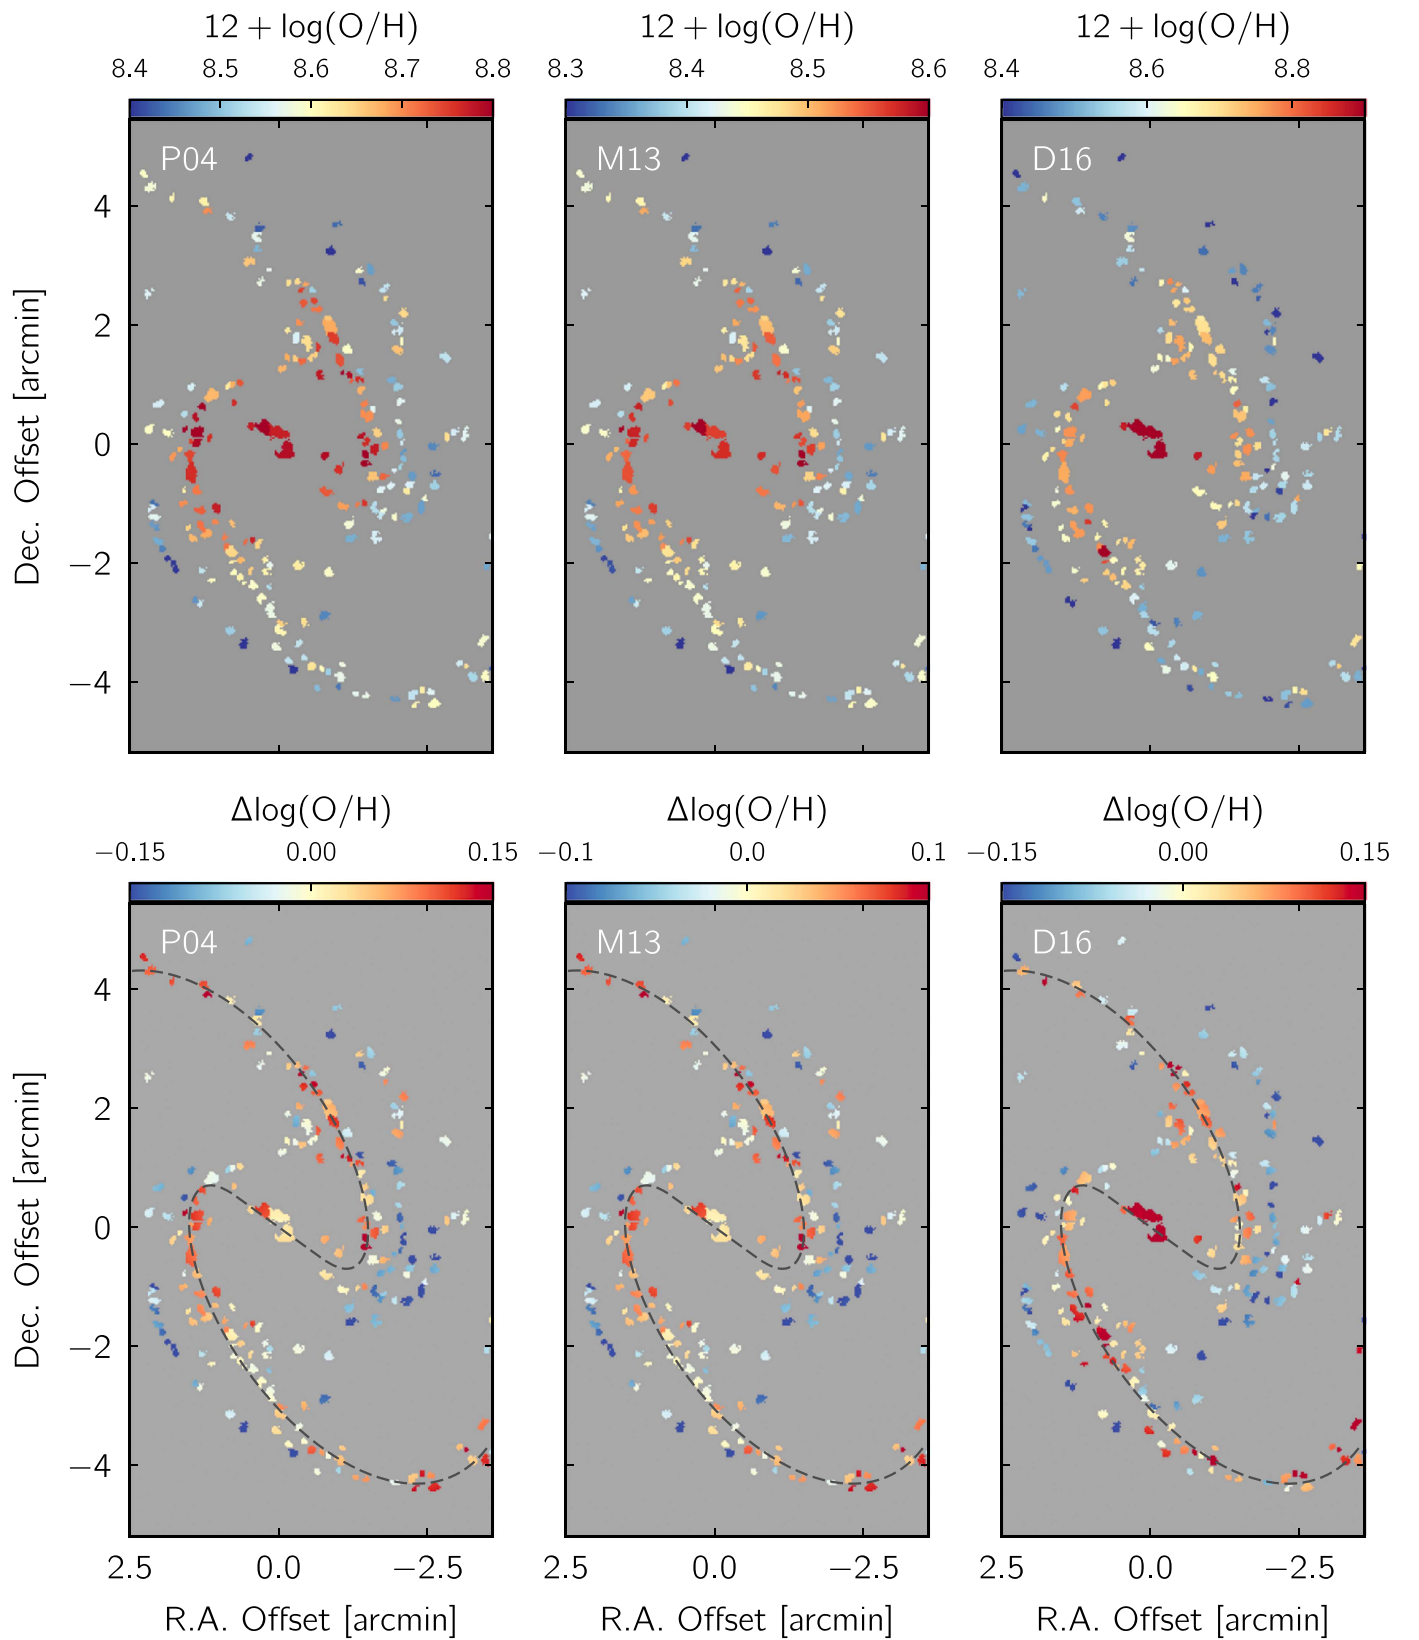 12 + log(O/H) 12 + log(O/H) 12 + log(O/H)
8.4 8.5 8.6 8.7 8.8 8.3 8.4 8.5 8.6 8.4 8.6 8.8
P04 M13 D16
4
2
0
−2
−4
Dec. Offset [arcmin]
Δlog(O/H) Δlog(O/H) Δlog(O/H)
−0.15 0.00 0.15 −0.1 0.0 0.1 −0.15 0.00 0.15
P04 M13 D16
4
2
0
−2
−4
Dec. Offset [arcmin]
2.5 0.0 −2.5 2.5 0.0 −2.5 2.5 0.0 −2.5
R.A. Offset [arcmin] R.A. Offset [arcmin] R.A. Offset [arcmin]